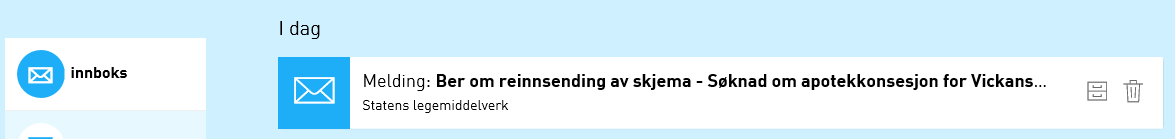 I dag
innboks
Melding: Ber om reinnsending av skjema - Søknad om apotekkonsesjon for Vickans...
Statens legemiddelverk